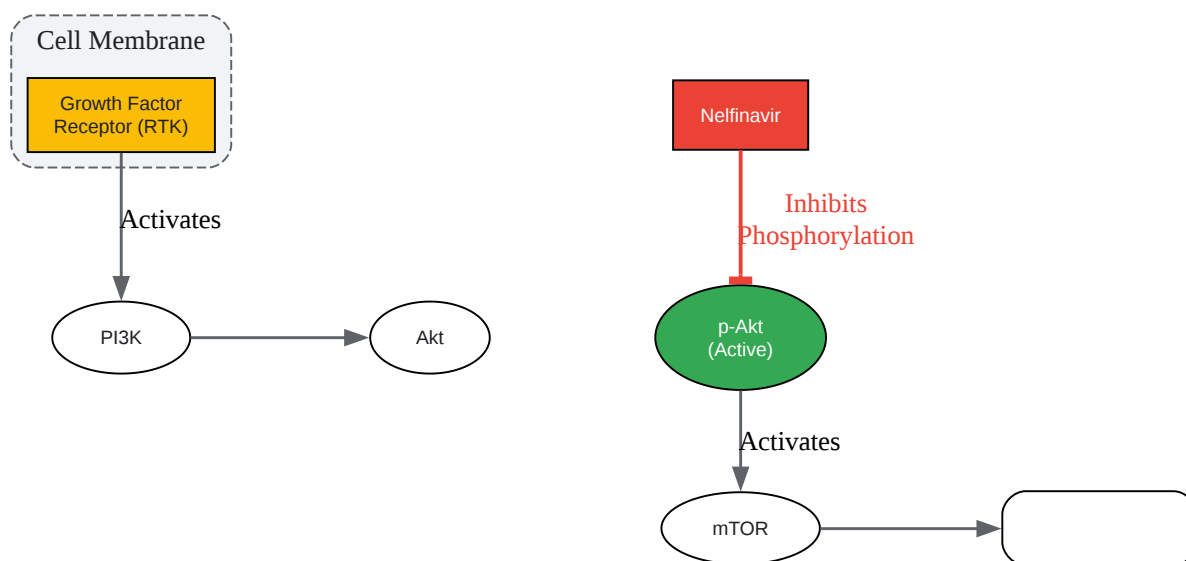 Cell Membrane
Growth Factor
Receptor (RTK)
Activates
PI3K
Akt
Nelfinavir
Inhibits
Phosphorylation
p-Akt
(Active)
Activates
mTOR